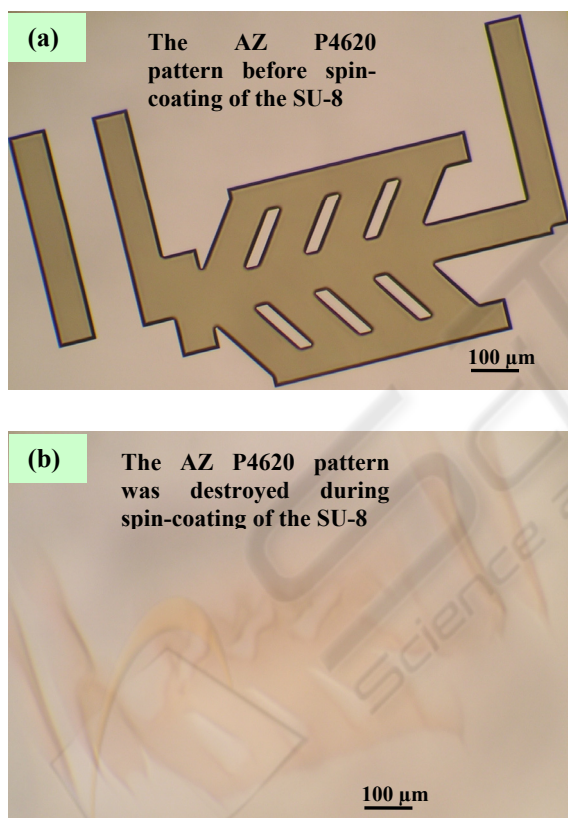 (a)
The AZ P4620
pattern before spin-
coating of the SU-8
100 µm
(b)
The AZ P4620 pattern
was destroyed during
spin-coating of the SU-8
100 µm
Science a